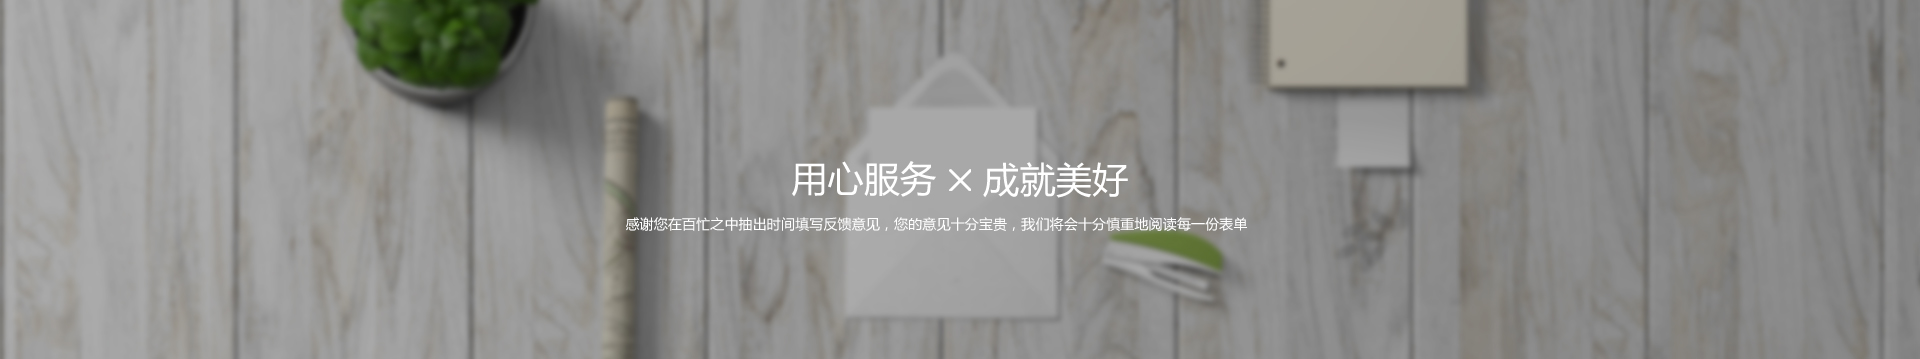 用心服务 × 成就美好
感谢您在百忙之中抽出时间填写反馈意见，您的意见十分宝贵，我们将会十分慎重地阅读每一份表单